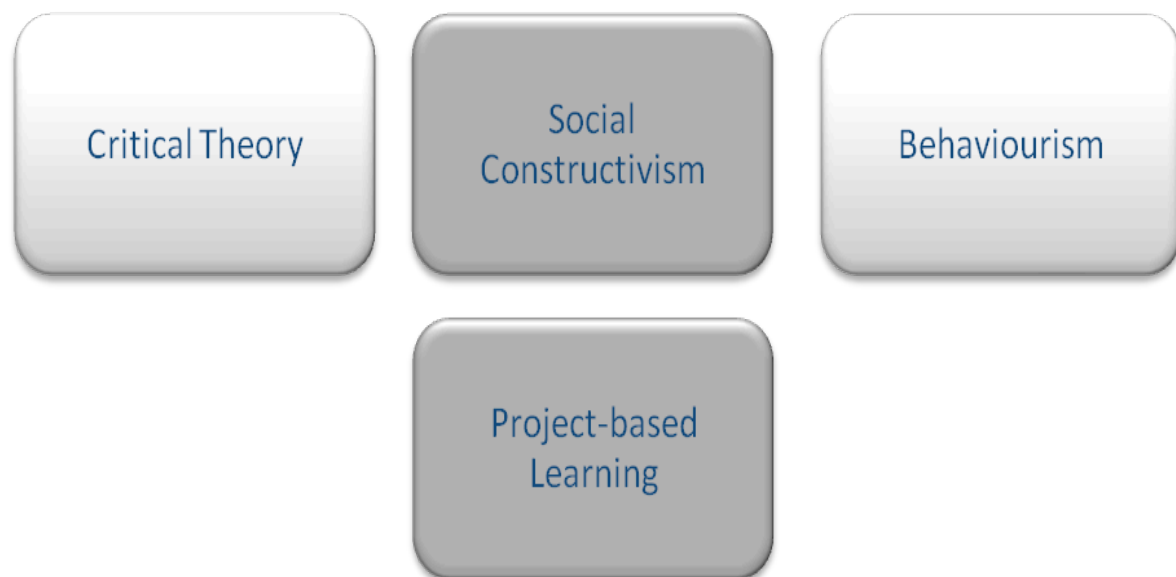 Critical Theory
Social
Constructivism
Behaviourism
Project-based
Learning